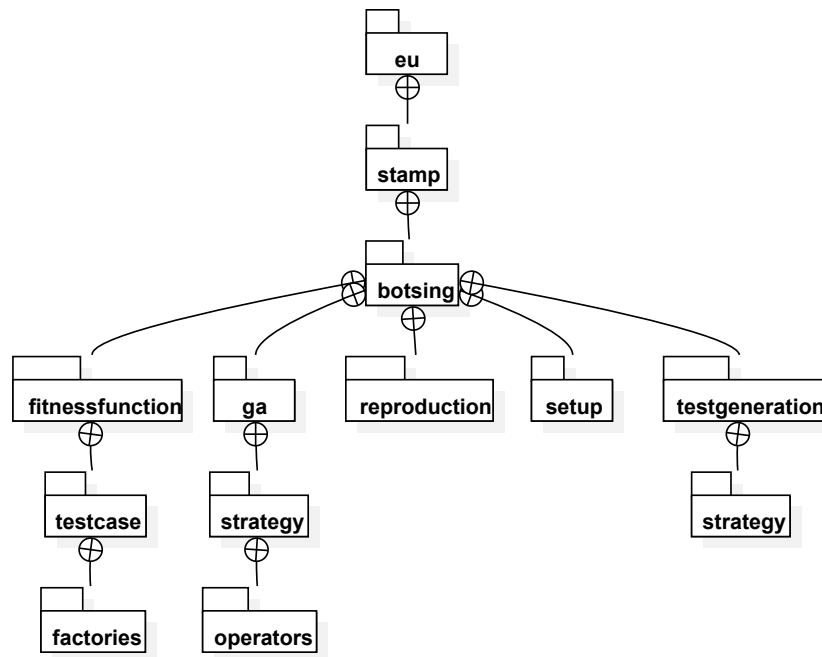 eu
stamp
botsing
fitnessfunction
ga
reproduction
setup
testgeneration
testcase
strategy
strategy
factories
operators